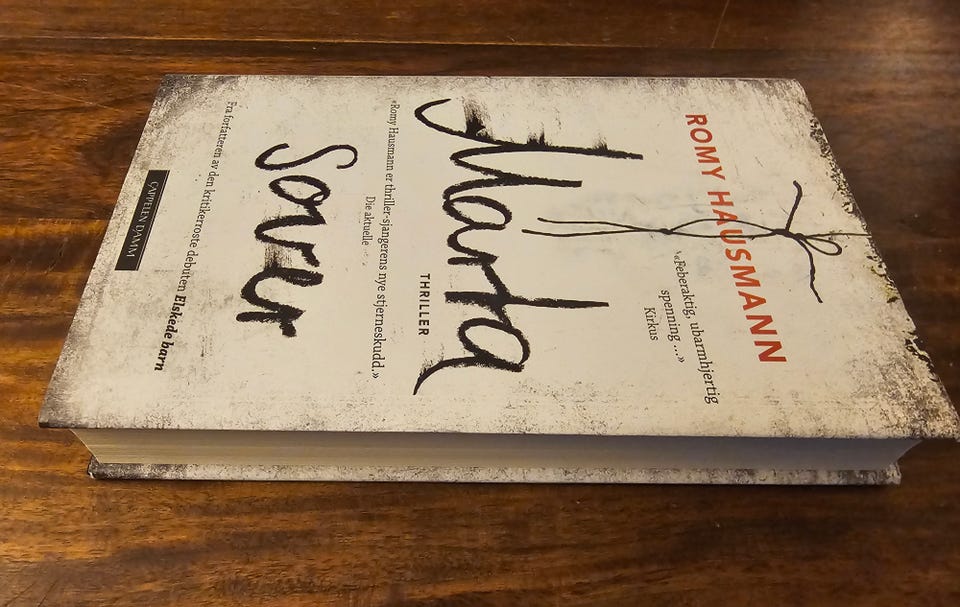 ROMY HAUSMANN
«Feberaktig, ubarmhjertig
spenning ...»
Kirkus
Marta
THRILLER
«Romy Hausmann er thriller-sjangerens nye stjerneskudd.»
Die aktuelle
Sover
Fra forfatteren av den kritikerroste debuten Elskede barn
CAPPELEN DAMM